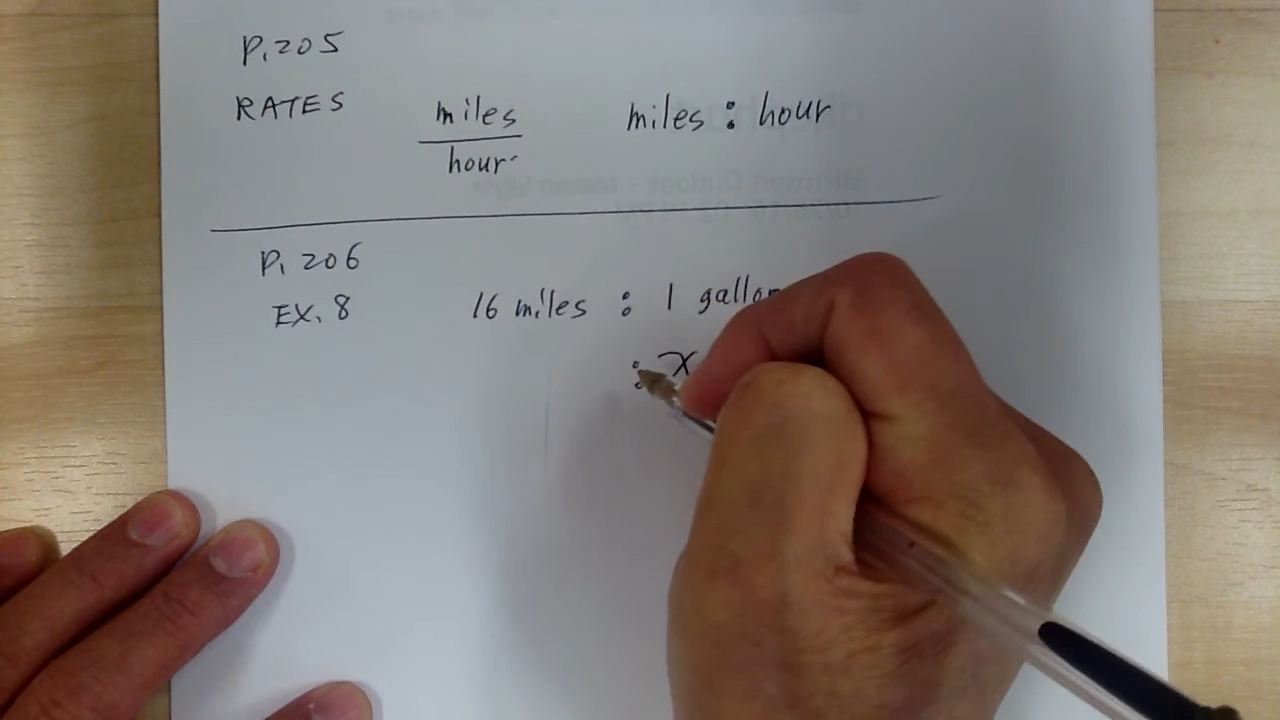 P. 205
RATES
miles
hour
miles : hour
P. 206
EX. 8
16 miles : 1 gallon
: x